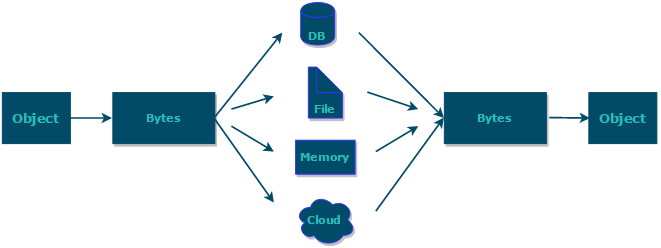 Object
Bytes
DB
File
Memory
Cloud
Bytes
Object